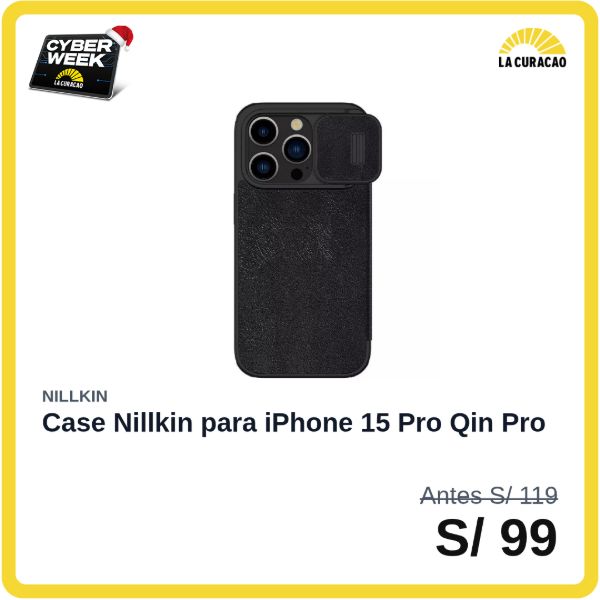 CYBER
WEEK
LA CURACAO
LA CURACAO
NILLKIN
Case Nillkin para iPhone 15 Pro Qin Pro
Antes S/ 119
S/ 99